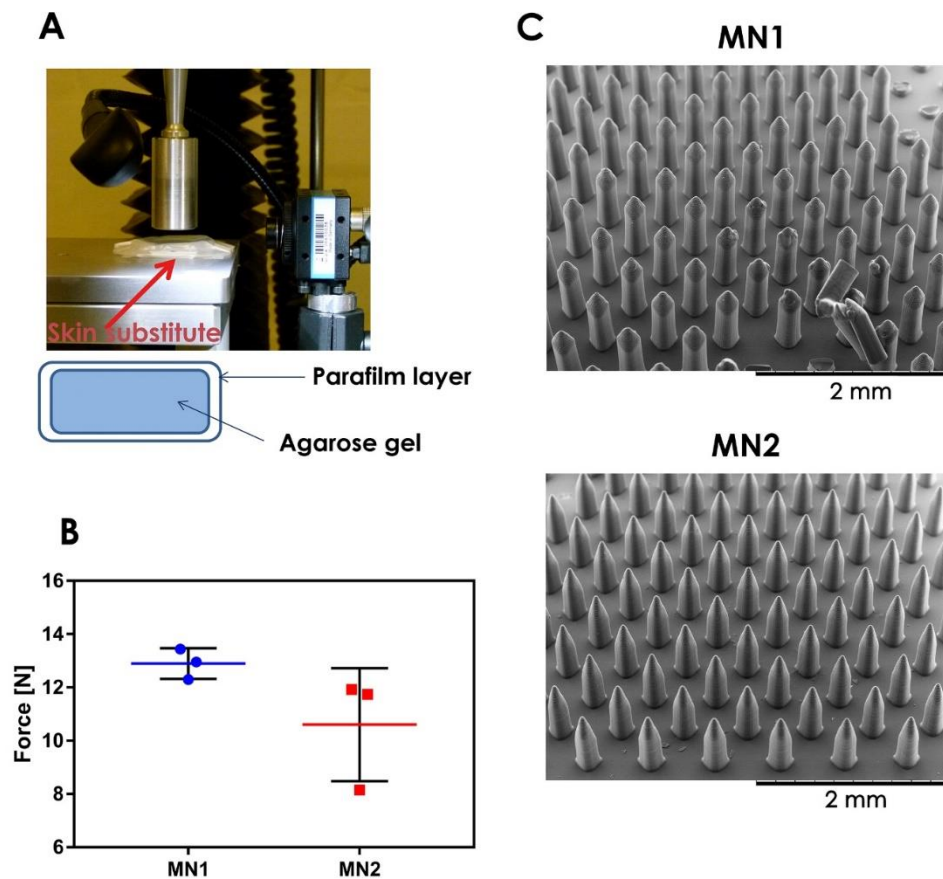 A
Skin substitute
Parafilm layer
Agarose gel
B
16
14
12
10
8
6
Force [N]
MN1
MN2
C
MN1
2 mm
MN2
2 mm